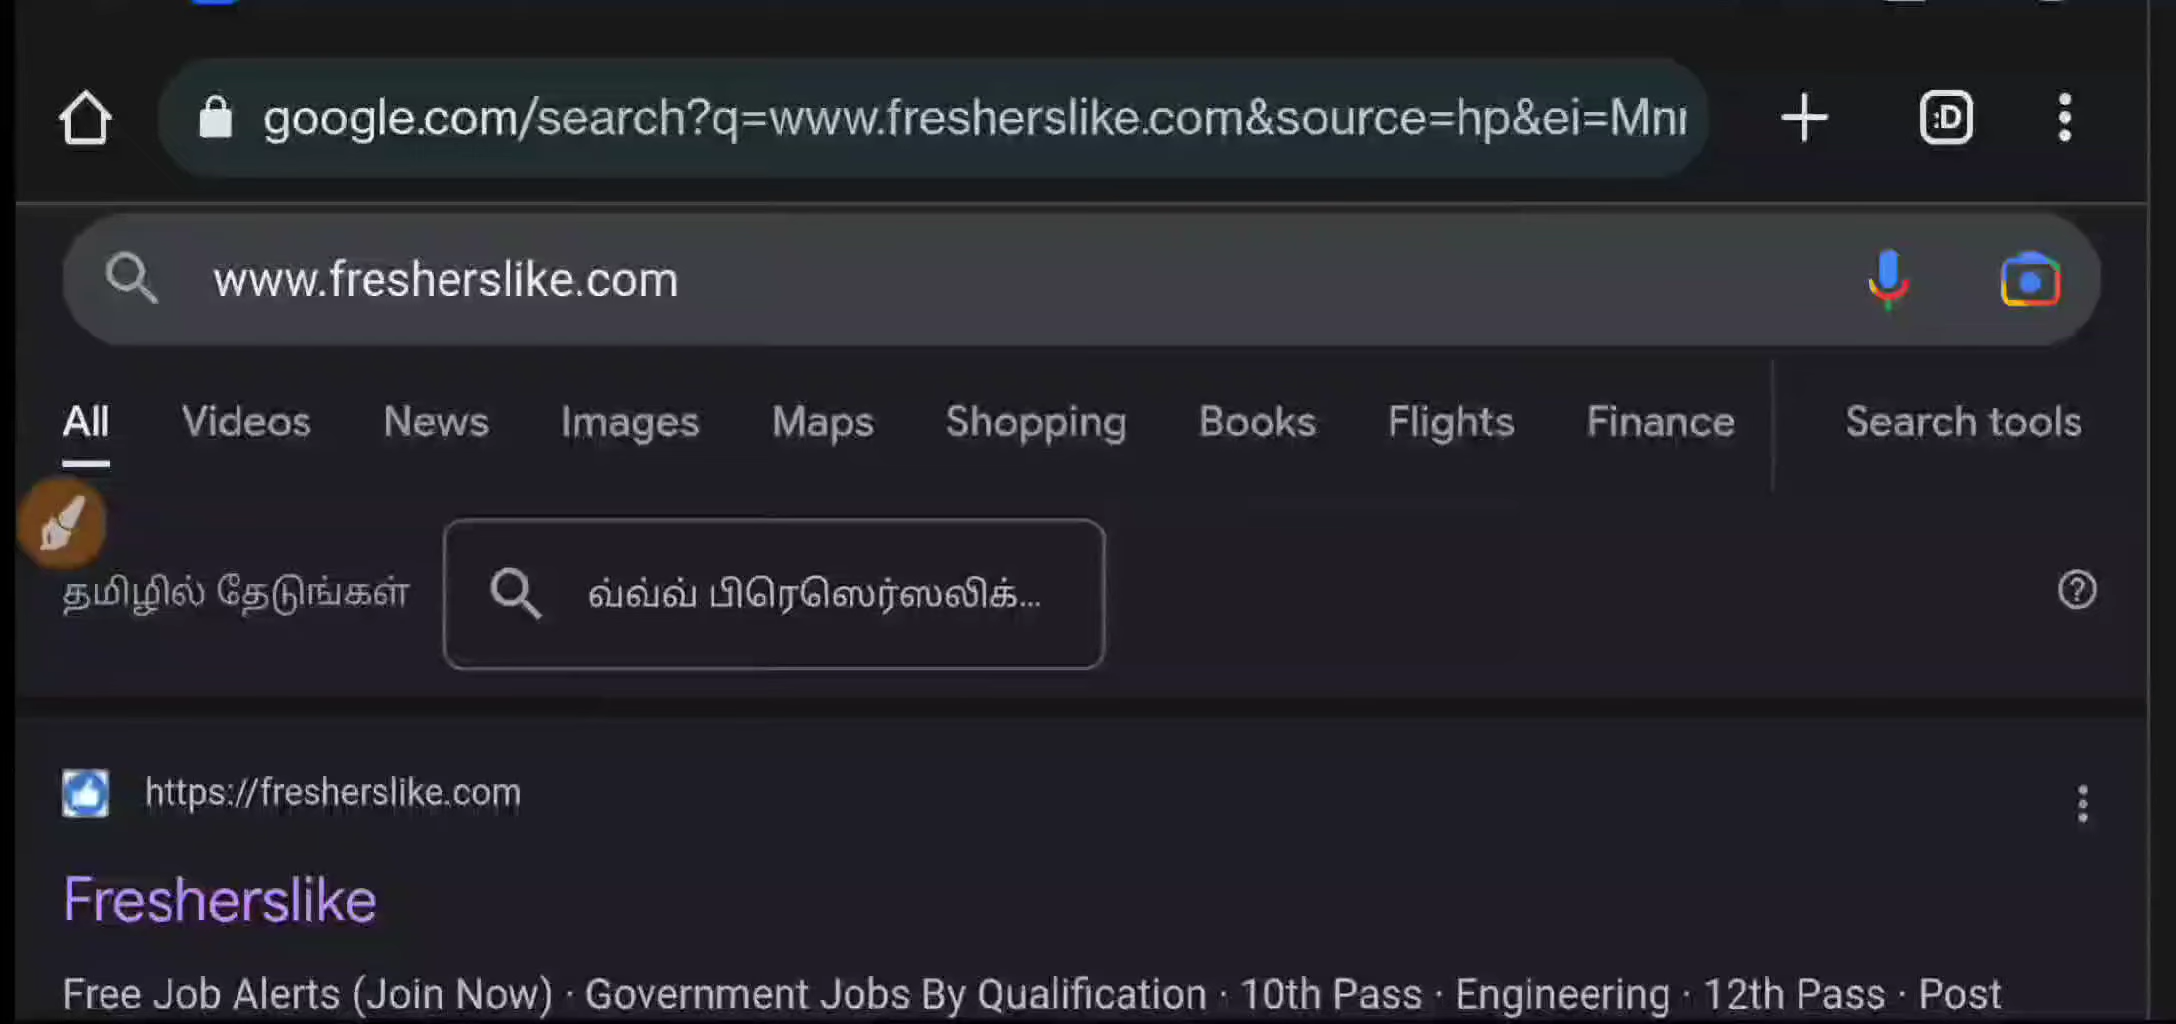 google.com/search?q=www.fresherslike.com&source=hp&ei=Mnr
:D
www.fresherslike.com
All Videos News Images Maps Shopping Books Flights Finance Search tools
தமிழில் தேடுங்கள் வ்வ்வ் பிரெஸெர்ஸலிக்...
https://fresherslike.com
Fresherslike
Free Job Alerts (Join Now) · Government Jobs By Qualification · 10th Pass · Engineering · 12th Pass · Post